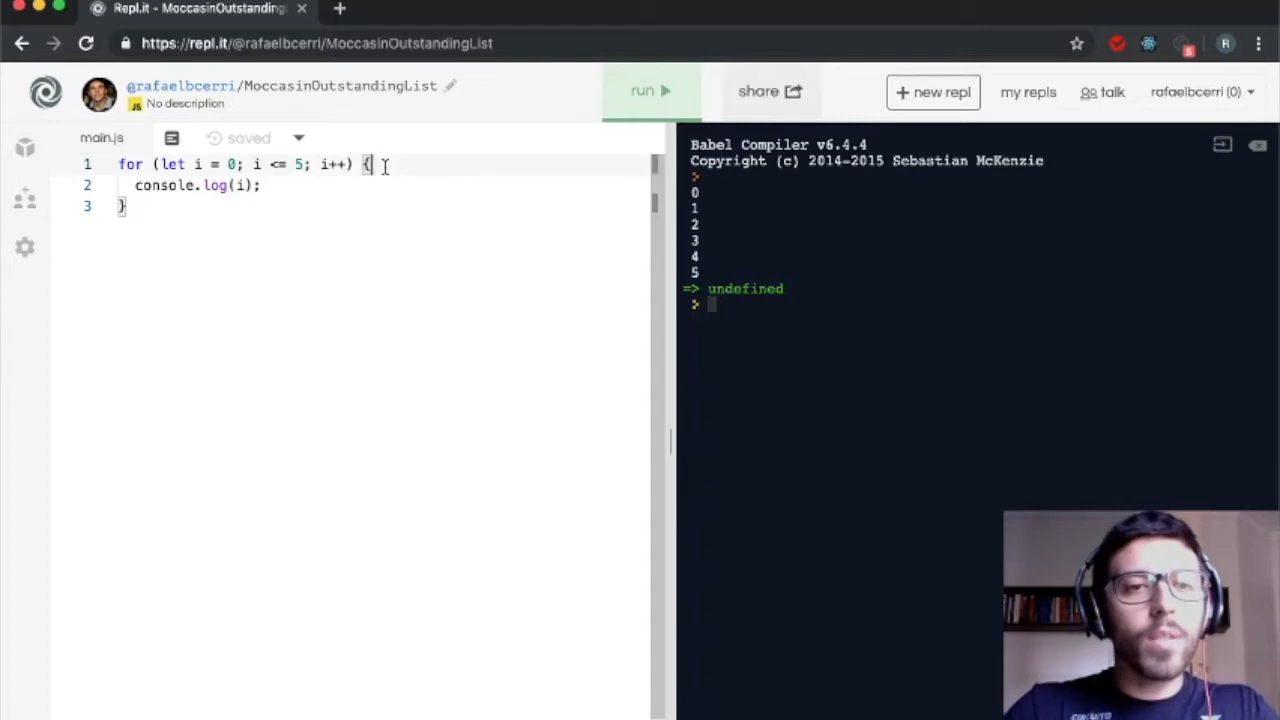 Repl.it - MoccasinOutstanding
https://repl.it/@rafaelbcerri/MoccasinOutstandingList
5
R
@rafaelbcerri/MoccasinOutstandingList
JS No description
run
share
+ new repl
my repls
talk
rafaelbcerri (0)
main.js
saved
1 for (let i = 0; i <= 5; i++) {
2 console.log(i);
3 }
Babel Compiler v6.4.4
Copyright (c) 2014-2015 Sebastian McKenzie
0
1
2
3
4
5
=> undefined